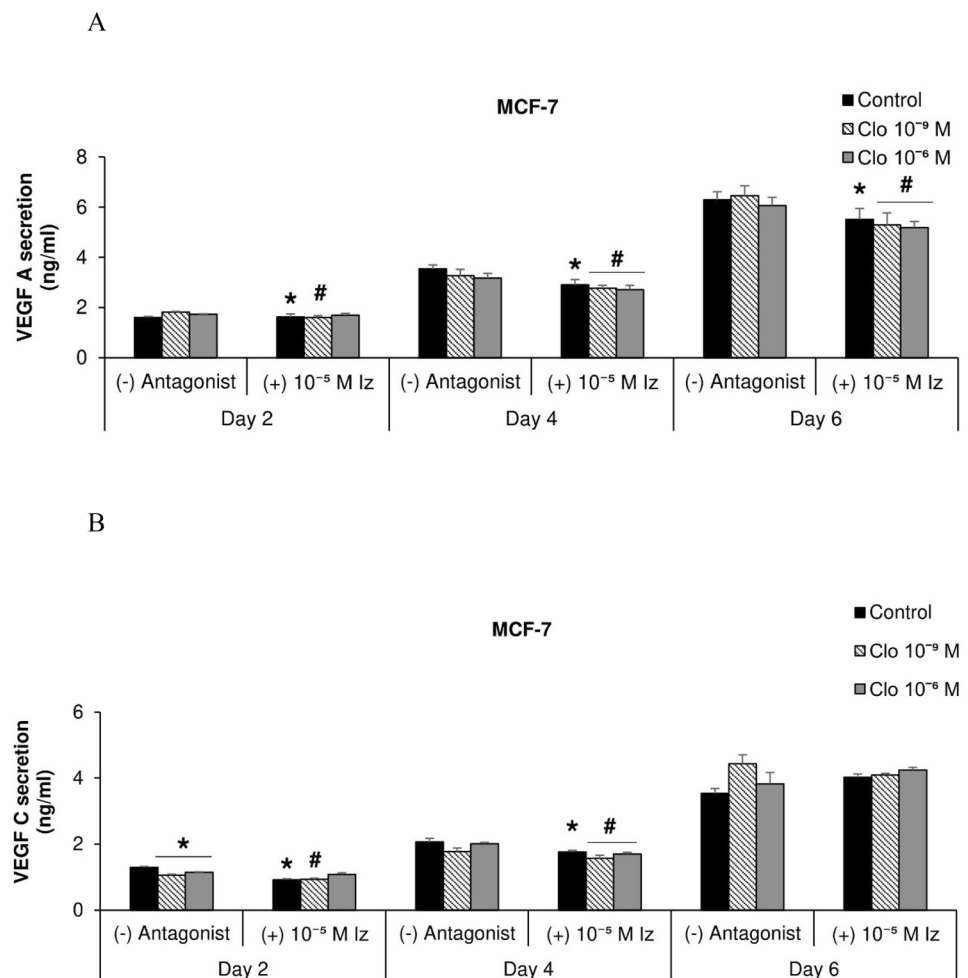 A
MCF-7
Control
Clo 10⁻⁹ M
Clo 10⁻⁶ M
VEGF A secretion
(ng/ml)
8
6
4
2
0
* #
* #
* #
(-) Antagonist (+) 10⁻⁵ M Iz (-) Antagonist (+) 10⁻⁵ M Iz (-) Antagonist (+) 10⁻⁵ M Iz
Day 2 Day 4 Day 6
B
MCF-7
Control
Clo 10⁻⁹ M
Clo 10⁻⁶ M
VEGF C secretion
(ng/ml)
6
4
2
0
* * #
* #
(-) Antagonist (+) 10⁻⁵ M Iz (-) Antagonist (+) 10⁻⁵ M Iz (-) Antagonist (+) 10⁻⁵ M Iz
Day 2 Day 4 Day 6